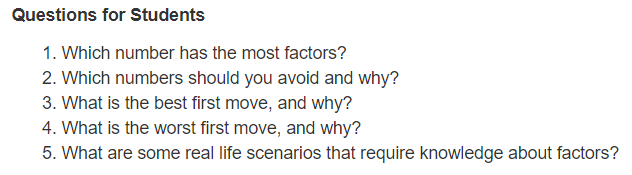 Questions for Students
1. Which number has the most factors?
2. Which numbers should you avoid and why?
3. What is the best first move, and why?
4. What is the worst first move, and why?
5. What are some real life scenarios that require knowledge about factors?